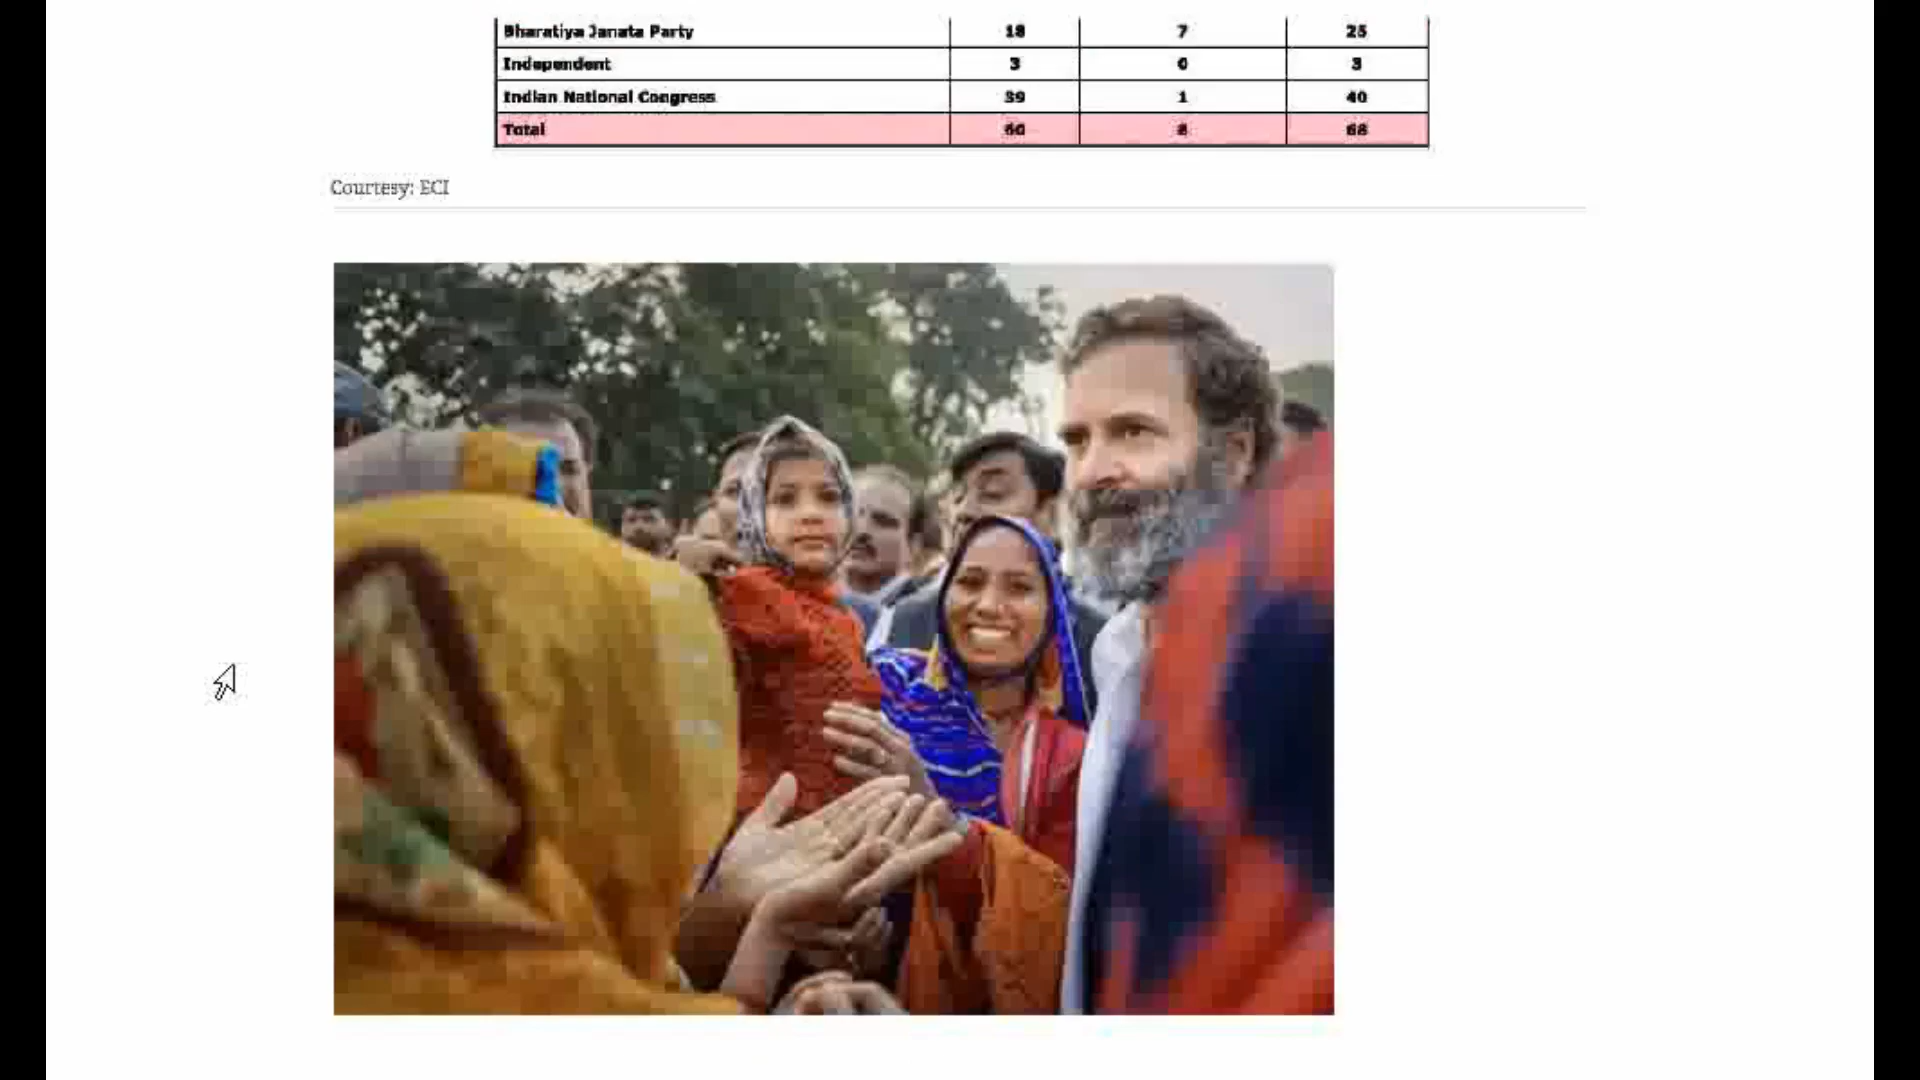 Bharatiya Janata Party 18 7 25
Independent 3 0 3
Indian National Congress 39 1 40
Total 60 8 68
Courtesy: ECI